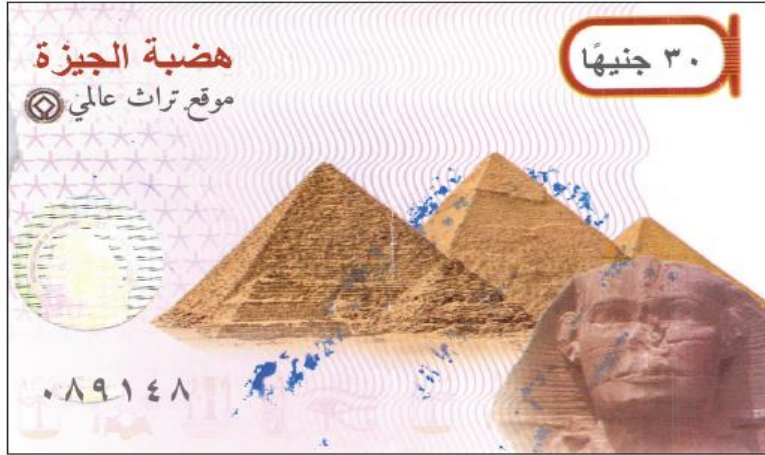 هضبة الجيزة
موقع تراث عالمي
٣٠ جنيهًا
٠٨٩١٤٨